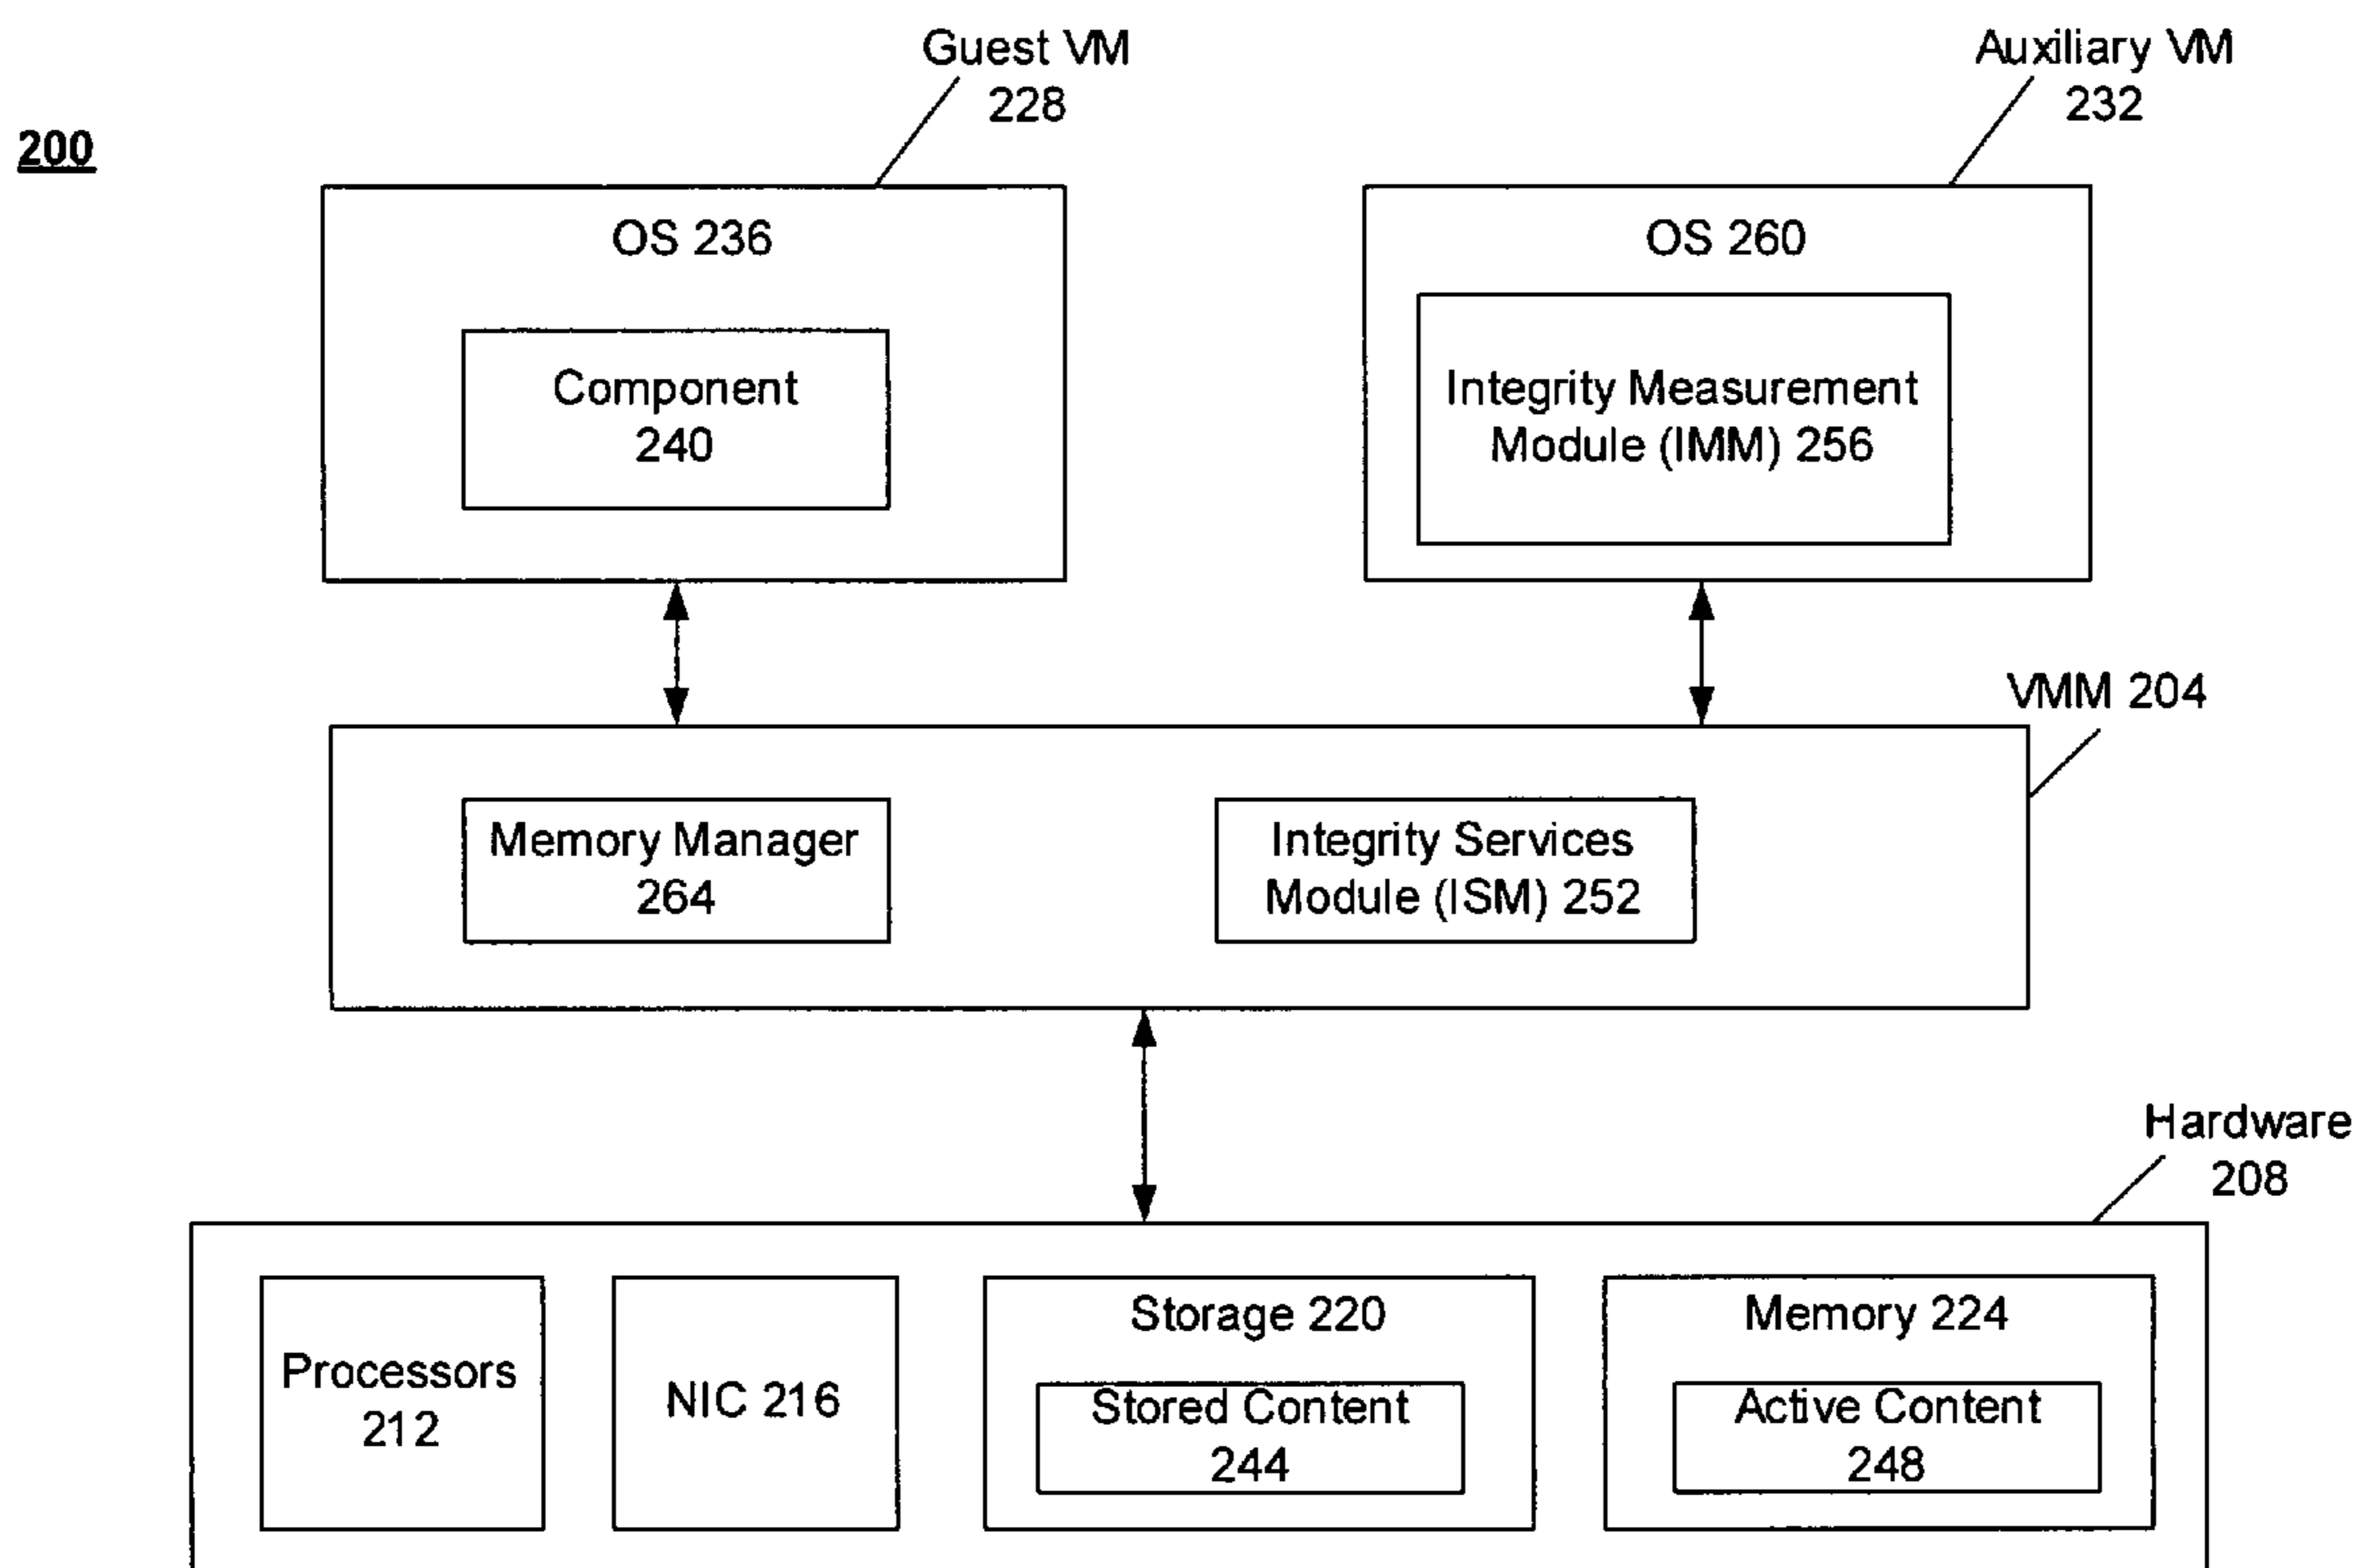 Guest VM
228
Auxiliary VM
232
200
OS 236
Component
240
OS 260
Integrity Measurement
Module (IMM) 256
VMM 204
Memory Manager
264
Integrity Services
Module (ISM) 252
Hardware
208
Processors
212
NIC 216
Storage 220
Stored Content
244
Memory 224
Active Content
248